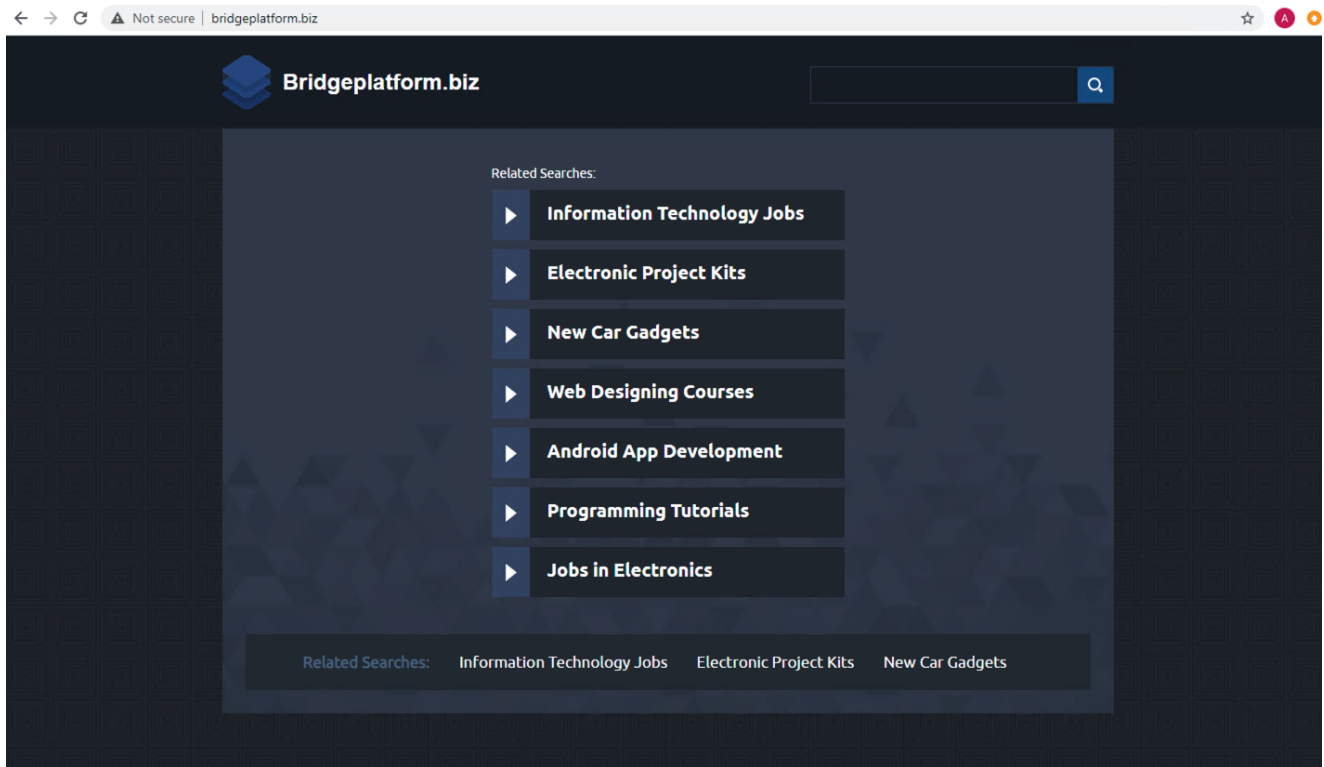 Not secure | bridgeplatform.biz
A
Bridgeplatform.biz
Related Searches:
Information Technology Jobs
Electronic Project Kits
New Car Gadgets
Web Designing Courses
Android App Development
Programming Tutorials
Jobs in Electronics
Related Searches: Information Technology Jobs Electronic Project Kits New Car Gadgets